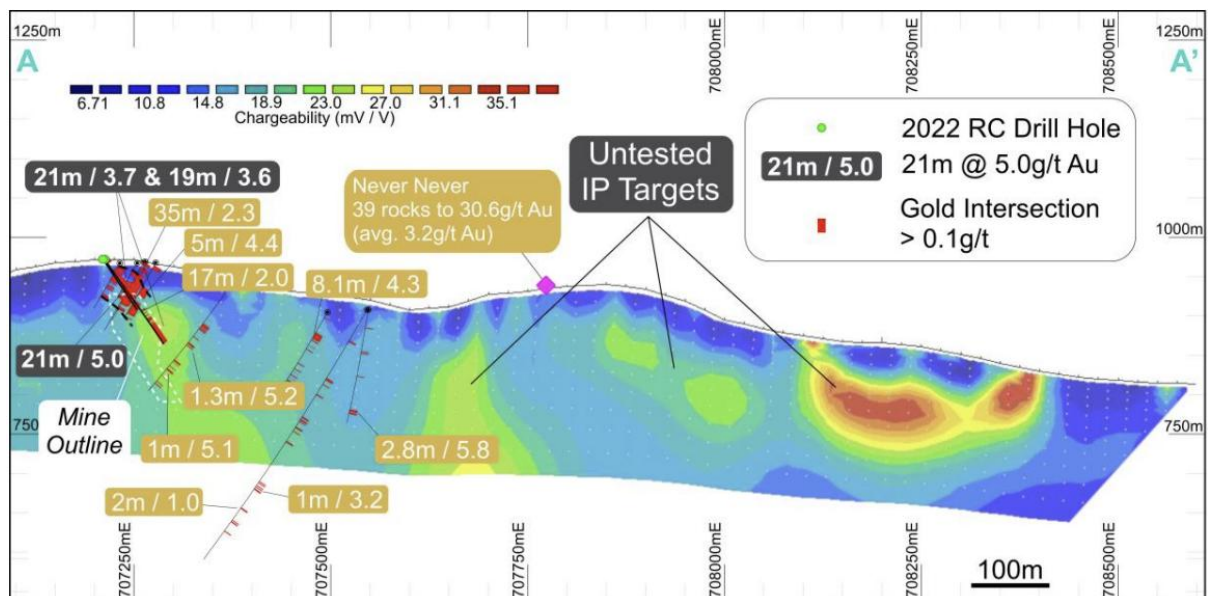 1250m
708000mE
708250mE
708500mE
1250m
A
A'
6.71 10.8 14.8 18.9 23.0 27.0 31.1 35.1
Chargeability (mV / V)
2022 RC Drill Hole
21m / 5.0
21m @ 5.0g/t Au
Gold Intersection
> 0.1g/t
Untested
IP Targets
21m / 3.7 & 19m / 3.6
Never Never
39 rocks to 30.6g/t Au
(avg. 3.2g/t Au)
35m / 2.3
5m / 4.4
17m / 2.0
8.1m / 4.3
1000m
21m / 5.0
1.3m / 5.2
Mine
Outline
750m
1m / 5.1
2.8m / 5.8
750m
2m / 1.0
1m / 3.2
707250mE
707500mE
707750mE
708000mE
708250mE
708500mE
100m